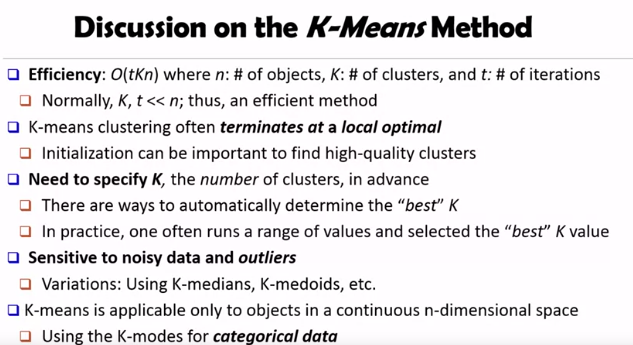 Discussion on the K-Means Method
Efficiency: O(tKn) where n: # of objects, K: # of clusters, and t: # of iterations
Normally, K, t << n; thus, an efficient method
K-means clustering often terminates at a local optimal
Initialization can be important to find high-quality clusters
Need to specify K, the number of clusters, in advance
There are ways to automatically determine the “best” K
In practice, one often runs a range of values and selected the “best” K value
Sensitive to noisy data and outliers
Variations: Using K-medians, K-medoids, etc.
K-means is applicable only to objects in a continuous n-dimensional space
Using the K-modes for categorical data